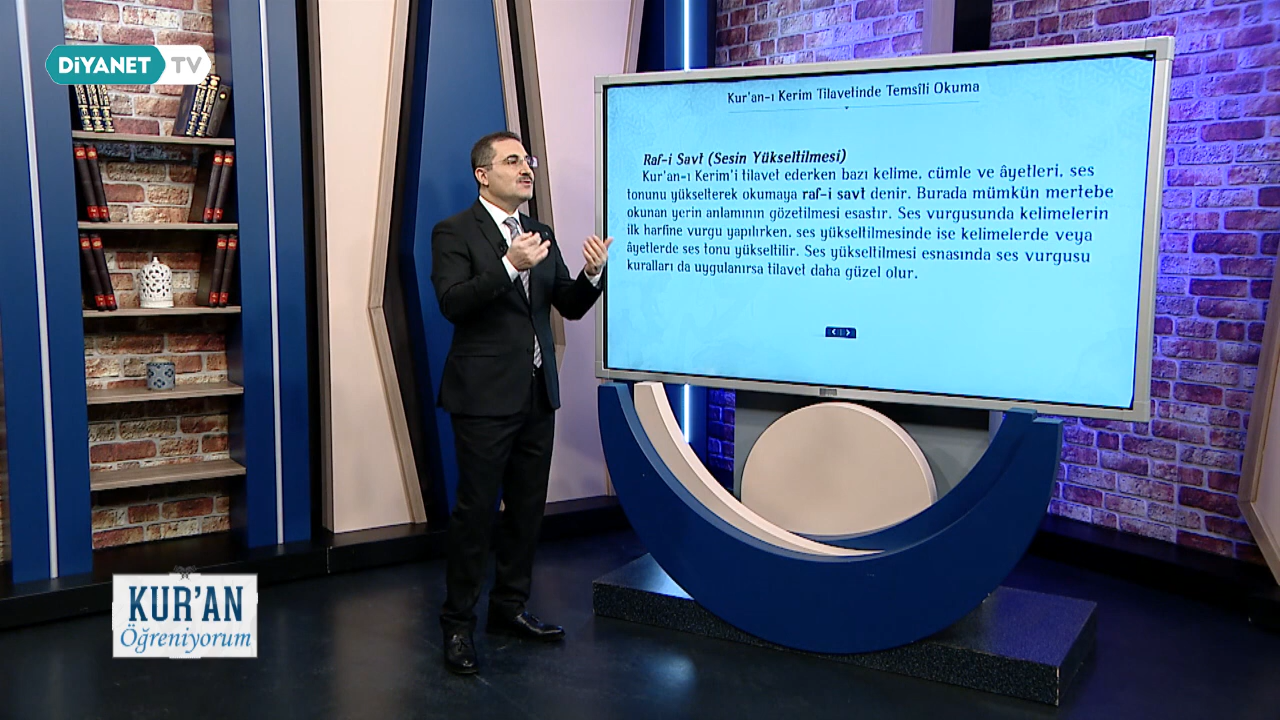 DİYANET TV
Kur'an-ı Kerim Tilavetinde Temsîlî Okuma
Raf-i Savt (Sesin Yükseltilmesi)
Kur'an-ı Kerim'i tilavet ederken bazı kelime, cümle ve âyetleri, ses
tonunu yükselterek okumaya raf-i savt denir. Burada mümkün mertebe
okunan yerin anlamının gözetilmesi esastır. Ses vurgusunda kelimelerin
ilk harfine vurgu yapılırken, ses yükseltilmesinde ise kelimelerde veya
âyetlerde ses tonu yükseltilir. Ses yükseltilmesi esnasında ses vurgusu
kuralları da uygulanırsa tilavet daha güzel olur.
KUR'AN
Öğreniyorum